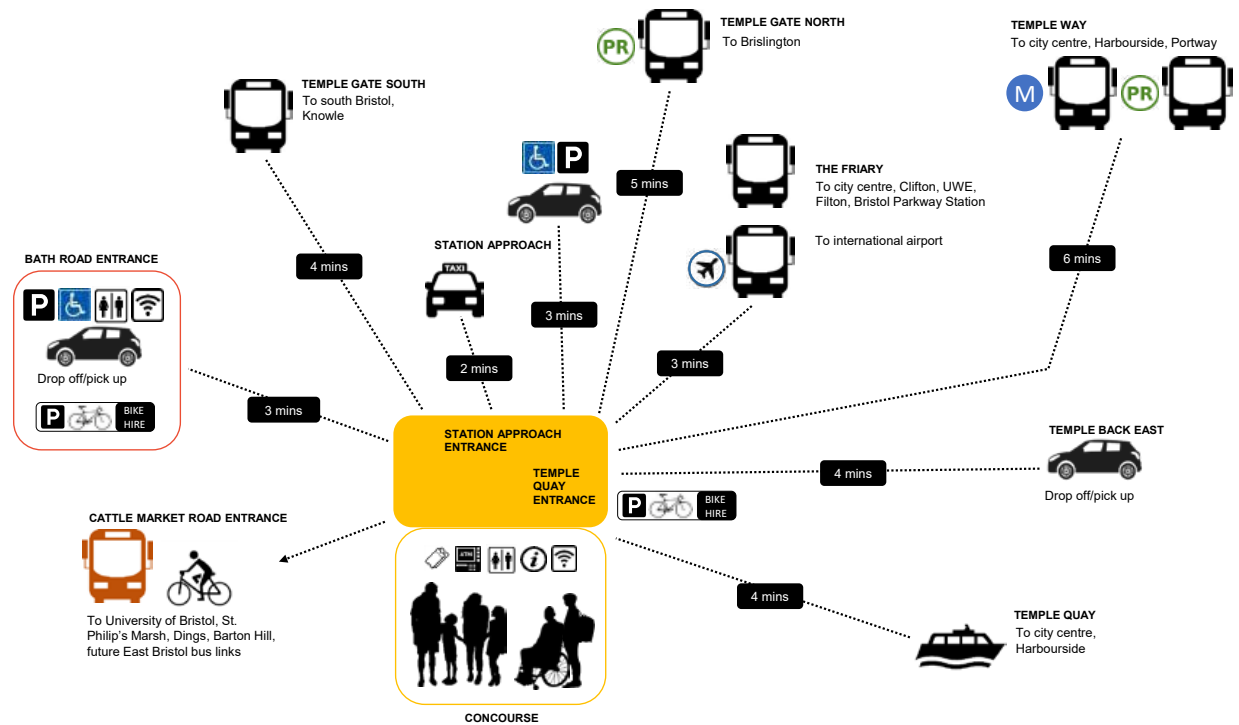 TEMPLE GATE NORTH
To Brislington
PR
TEMPLE WAY
To city centre, Harbourside, Portway
M
PR
TEMPLE GATE SOUTH
To south Bristol,
Knowle
P
THE FRIARY
To city centre, Clifton, UWE,
Filton, Bristol Parkway Station
To international airport
5 mins
STATION APPROACH
TAXI
BATH ROAD ENTRANCE
P
Drop off/pick up
P
BIKE
HIRE
4 mins
6 mins
3 mins
2 mins
3 mins
3 mins
STATION APPROACH
ENTRANCE
TEMPLE
QUAY
ENTRANCE
P
BIKE
HIRE
TEMPLE BACK EAST
4 mins
Drop off/pick up
CATTLE MARKET ROAD ENTRANCE
To University of Bristol, St.
Philip's Marsh, Dings, Barton Hill,
future East Bristol bus links
ATM
i
4 mins
TEMPLE QUAY
To city centre,
Harbourside
CONCOURSE